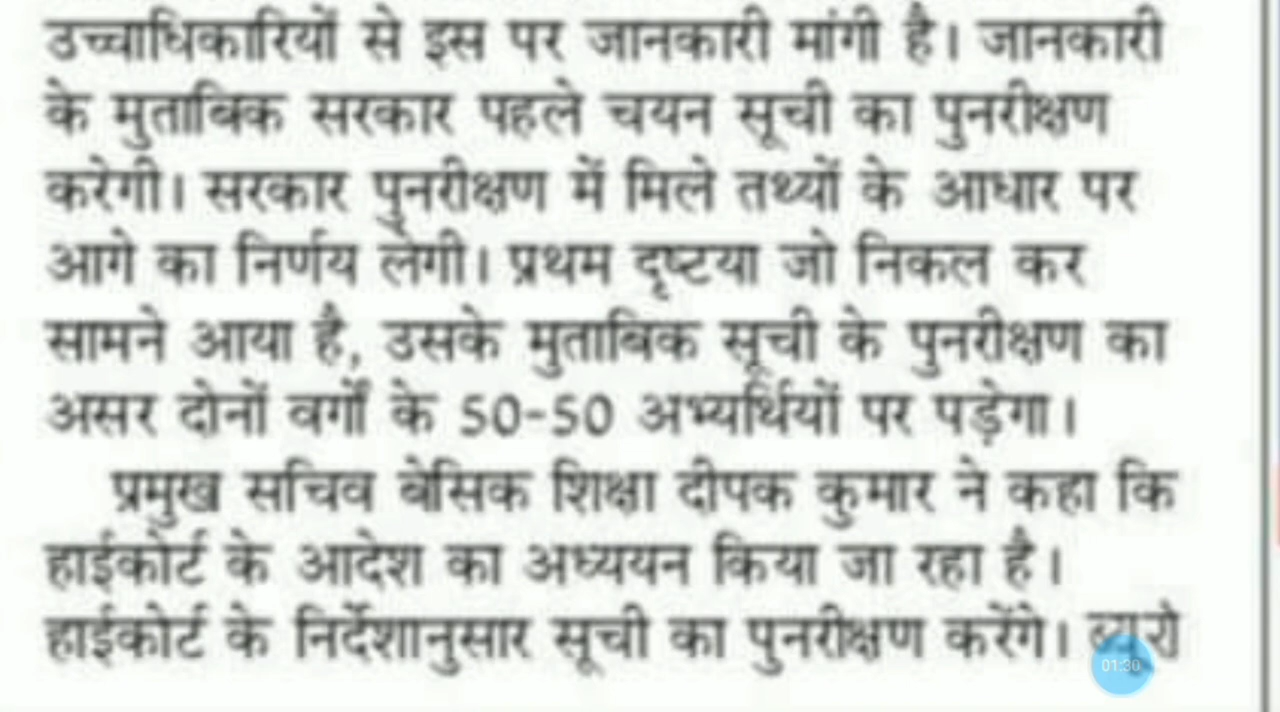 उच्चाधिकारियों से इस पर जानकारी मांगी है। जानकारी
के मुताबिक सरकार पहले चयन सूची का पुनरीक्षण
करेगी। सरकार पुनरीक्षण में मिले तथ्यों के आधार पर
आगे का निर्णय लेगी। प्रथम दृष्टया जो निकल कर
सामने आया है, उसके मुताबिक सूची के पुनरीक्षण का
असर दोनों वर्गों के 50-50 अभ्यर्थियों पर पड़ेगा।
प्रमुख सचिव बेसिक शिक्षा दीपक कुमार ने कहा कि
हाईकोर्ट के आदेश का अध्ययन किया जा रहा है।
हाईकोर्ट के निर्देशानुसार सूची का पुनरीक्षण करेंगे। ब्यूरो
01:30